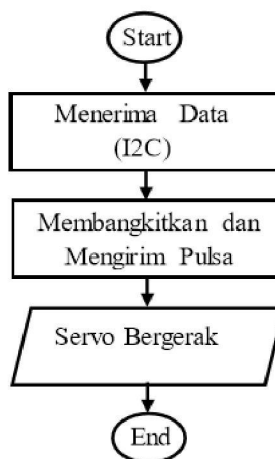 Start
Menerima Data
(I2C)
Membangkitkan dan
Mengirim Pulsa
Servo Bergerak
End